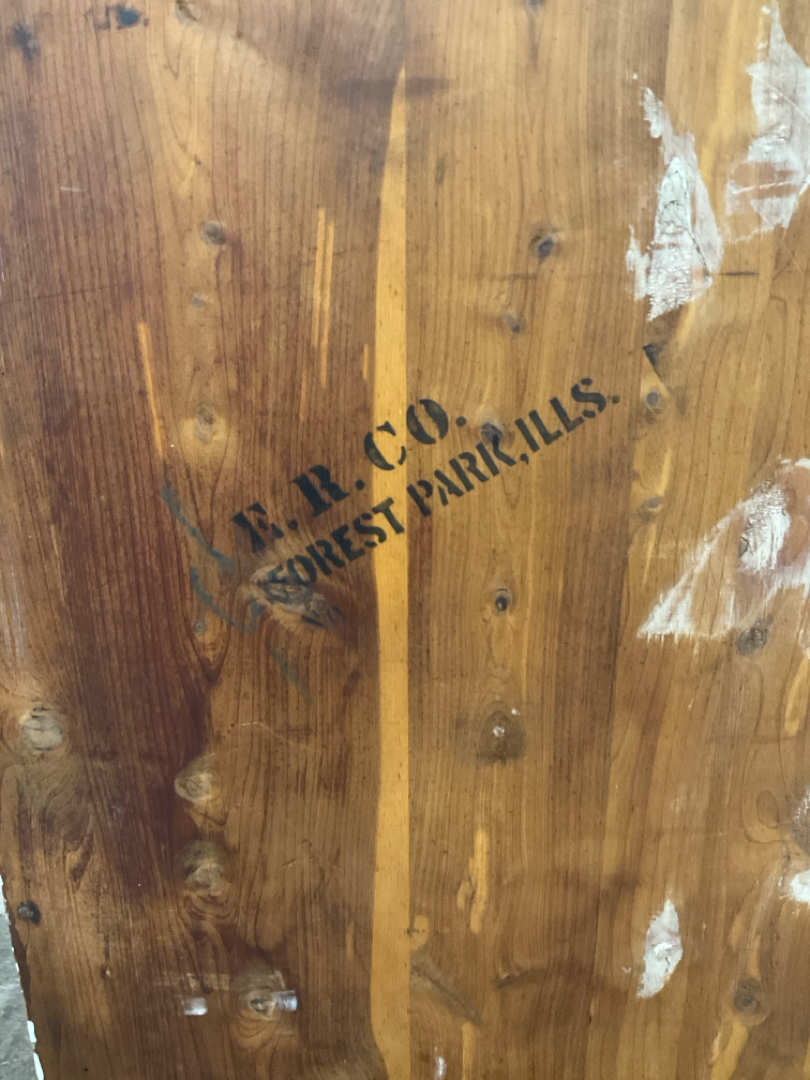 E. R. CO.
FOREST PARK, ILLS.